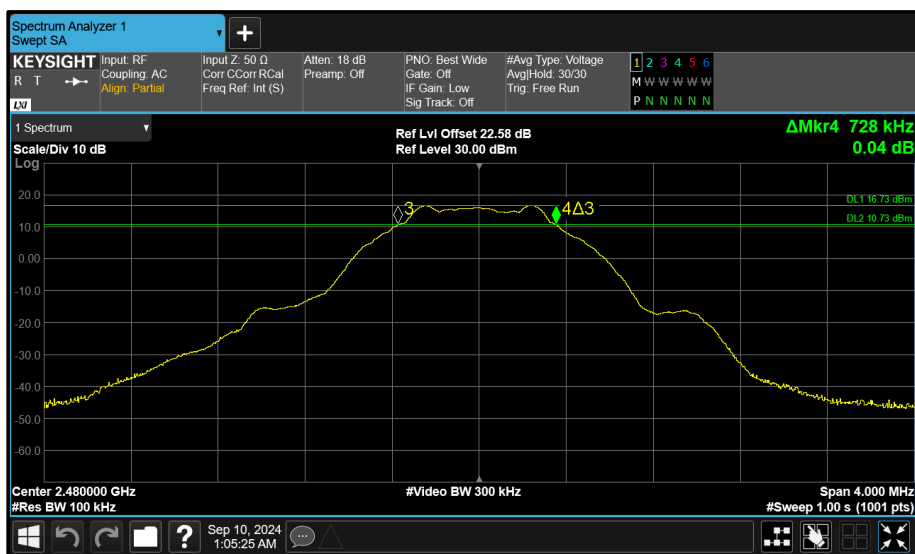 Spectrum Analyzer 1
Swept SA
+
KEYSIGHT
R T
LXI
Input: RF
Coupling: AC
Align: Partial
Input Z: 50 Ω
Corr CCorr RCal
Freq Ref: Int (S)
Atten: 18 dB
Preamp: Off
PNO: Best Wide
Gate: Off
IF Gain: Low
Sig Track: Off
#Avg Type: Voltage
Avg|Hold: 30/30
Trig: Free Run
1 2 3 4 5 6
M W W W W W
P N N N N N
1 Spectrum
Scale/Div 10 dB
Log
Ref Lvl Offset 22.58 dB
Ref Level 30.00 dBm
ΔMkr4 728 kHz
0.04 dB
20.0
10.0
0.00
-10.0
-20.0
-30.0
-40.0
-50.0
-60.0
3
4Δ3
DL1 16.73 dBm
DL2 10.73 dBm
Center 2.480000 GHz
#Res BW 100 kHz
#Video BW 300 kHz
Span 4.000 MHz
#Sweep 1.00 s (1001 pts)
?
Sep 10, 2024
1:05:25 AM